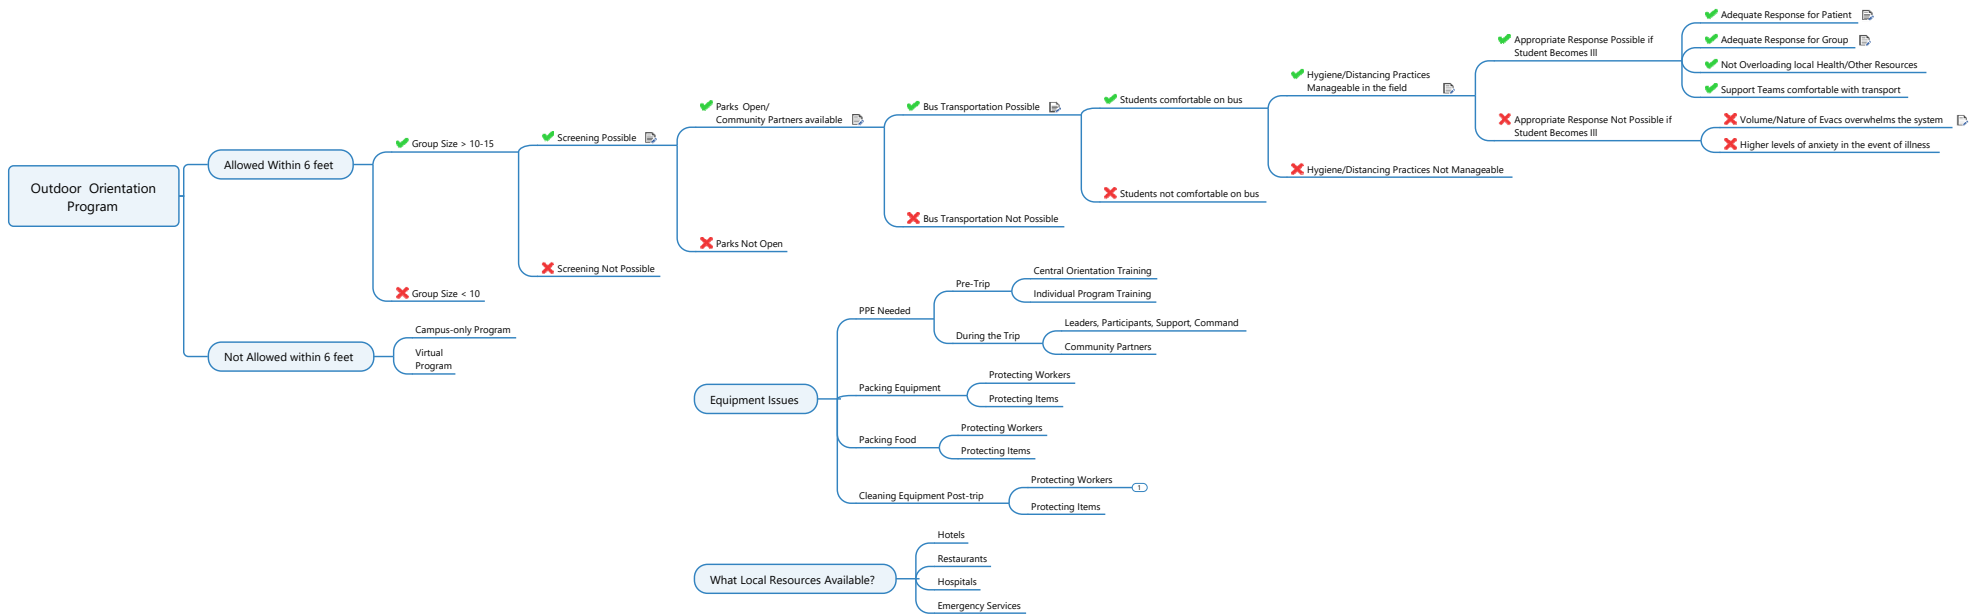 Outdoor  Orientation
Program
Allowed Within 6 feet
Group Size > 10-15
Screening Possible
Parks  Open/
Community Partners available
Bus Transportation Possible
Students comfortable on bus
Hygiene/Distancing Practices
Manageable in the field
Appropriate Response Possible if
Student Becomes Ill
Adequate Response for Patient
Adequate Response for Group
Not Overloading local Health/Other Resources
Support Teams comfortable with transport
Appropriate Response Not Possible if
Student Becomes Ill
Volume/Nature of Evacs overwhelms the system
Higher levels of anxiety in the event of illness
Hygiene/Distancing Practices Not Manageable
Students not comfortable on bus
Bus Transportation Not Possible
Parks Not Open
Screening Not Possible
Group Size < 10
Not Allowed within 6 feet
Campus-only Program
Virtual
Program
Equipment Issues
PPE Needed
Pre-Trip
Central Orientation Training
Individual Program Training
During the Trip
Leaders, Participants, Support, Command
Community Partners
Packing Equipment
Protecting Workers
Protecting Items
Packing Food
Protecting Workers
Protecting Items
Cleaning Equipment Post-trip
Protecting Workers
1
Protecting Items
What Local Resources Available?
Hotels
Restaurants
Hospitals
Emergency Services